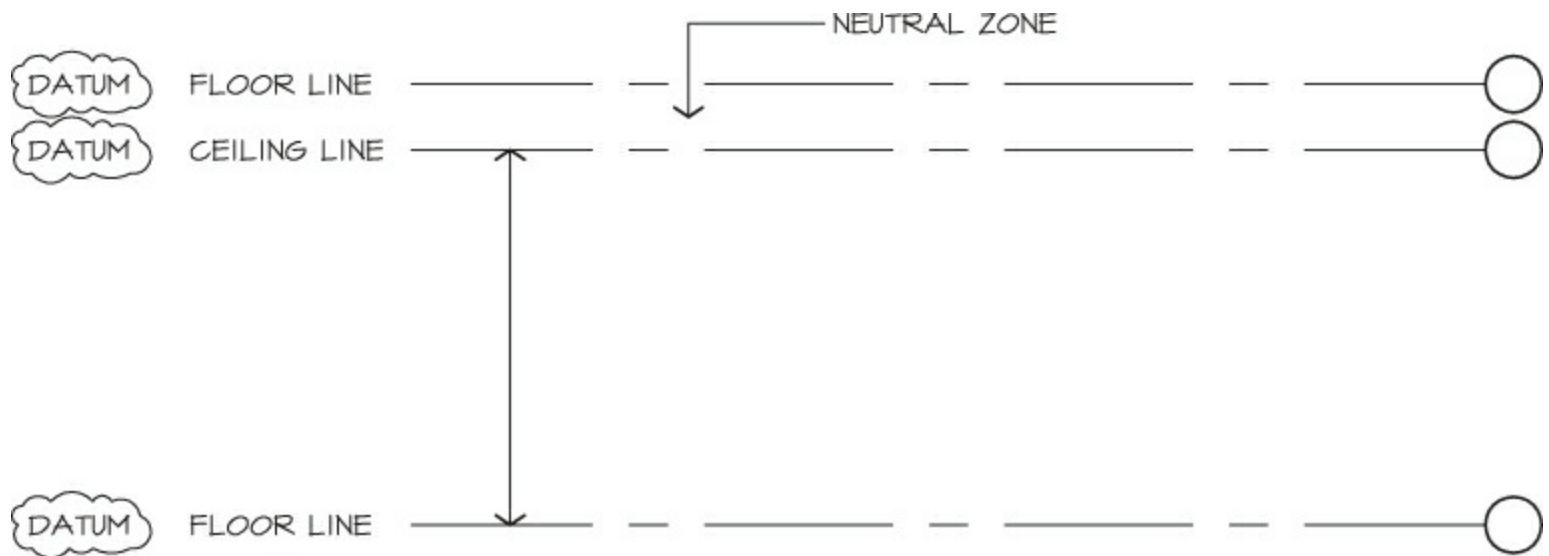 NEUTRAL ZONE
DATUM FLOOR LINE
DATUM CEILING LINE
DATUM FLOOR LINE